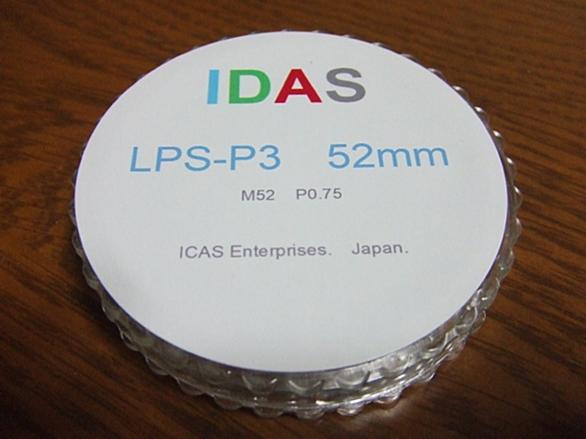 IDAS
LPS-P3 52mm
M52 P0.75
ICAS Enterprises. Japan.